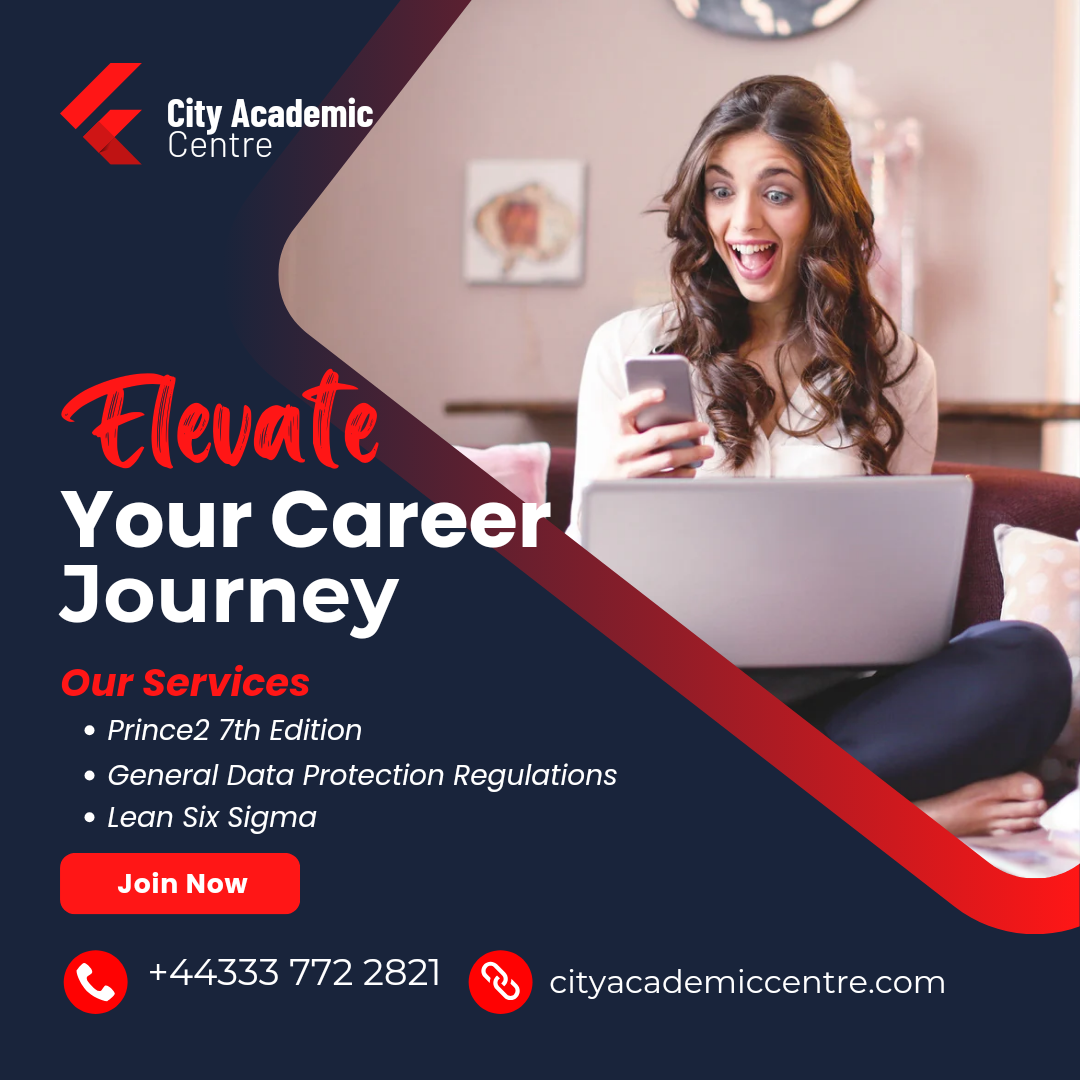 City Academic
Centre
Elevate
Your Career
Journey
Our Services
• Prince2 7th Edition
• General Data Protection Regulations
• Lean Six Sigma
Join Now
+44333 772 2821
cityacademiccentre.com